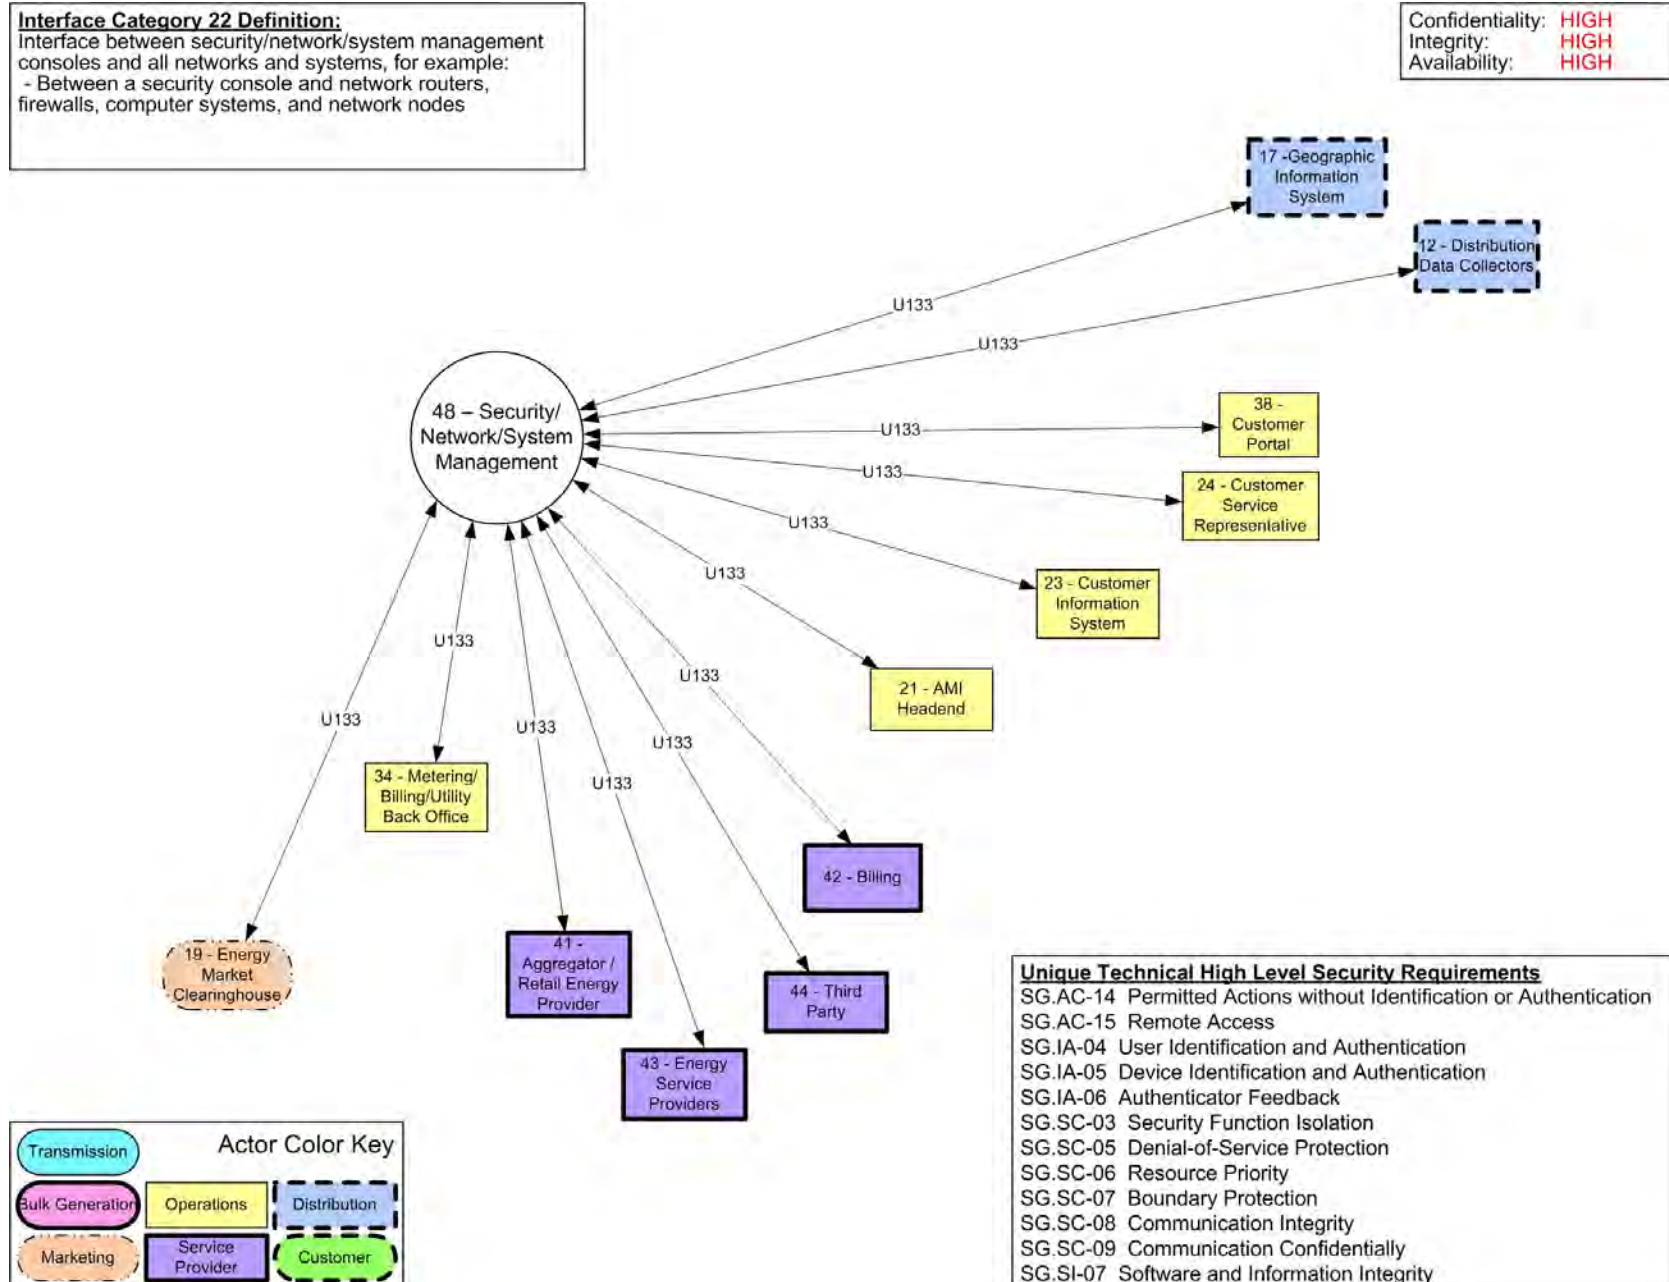 Interface Category 22 Definition:
Interface between security/network/system management
consoles and all networks and systems, for example:
- Between a security console and network routers,
firewalls, computer systems, and network nodes
Confidentiality: HIGH
Integrity: HIGH
Availability: HIGH
17 -Geographic
Information
System
12 - Distribution
Data Collectors
U133
U133
48 – Security/
Network/System
Management
38 -
Customer
Portal
U133
24 - Customer
Service
Representative
U133
23 - Customer
Information
System
U133
21 - AMI
Headend
U133
U133
U133
U133
U133
U133
U133
34 - Metering/
Billing/Utility
Back Office
42 - Billing
19 - Energy
Market
Clearinghouse
41 -
Aggregator /
Retail Energy
Provider
44 - Third
Party
43 - Energy
Service
Providers
Unique Technical High Level Security Requirements
SG.AC-14 Permitted Actions without Identification or Authentication
SG.AC-15 Remote Access
SG.IA-04 User Identification and Authentication
SG.IA-05 Device Identification and Authentication
SG.IA-06 Authenticator Feedback
SG.SC-03 Security Function Isolation
SG.SC-05 Denial-of-Service Protection
SG.SC-06 Resource Priority
SG.SC-07 Boundary Protection
SG.SC-08 Communication Integrity
SG.SC-09 Communication Confidentially
SG.SI-07 Software and Information Integrity
Actor Color Key
Transmission
Bulk Generation
Operations
Distribution
Marketing
Service
Provider
Customer